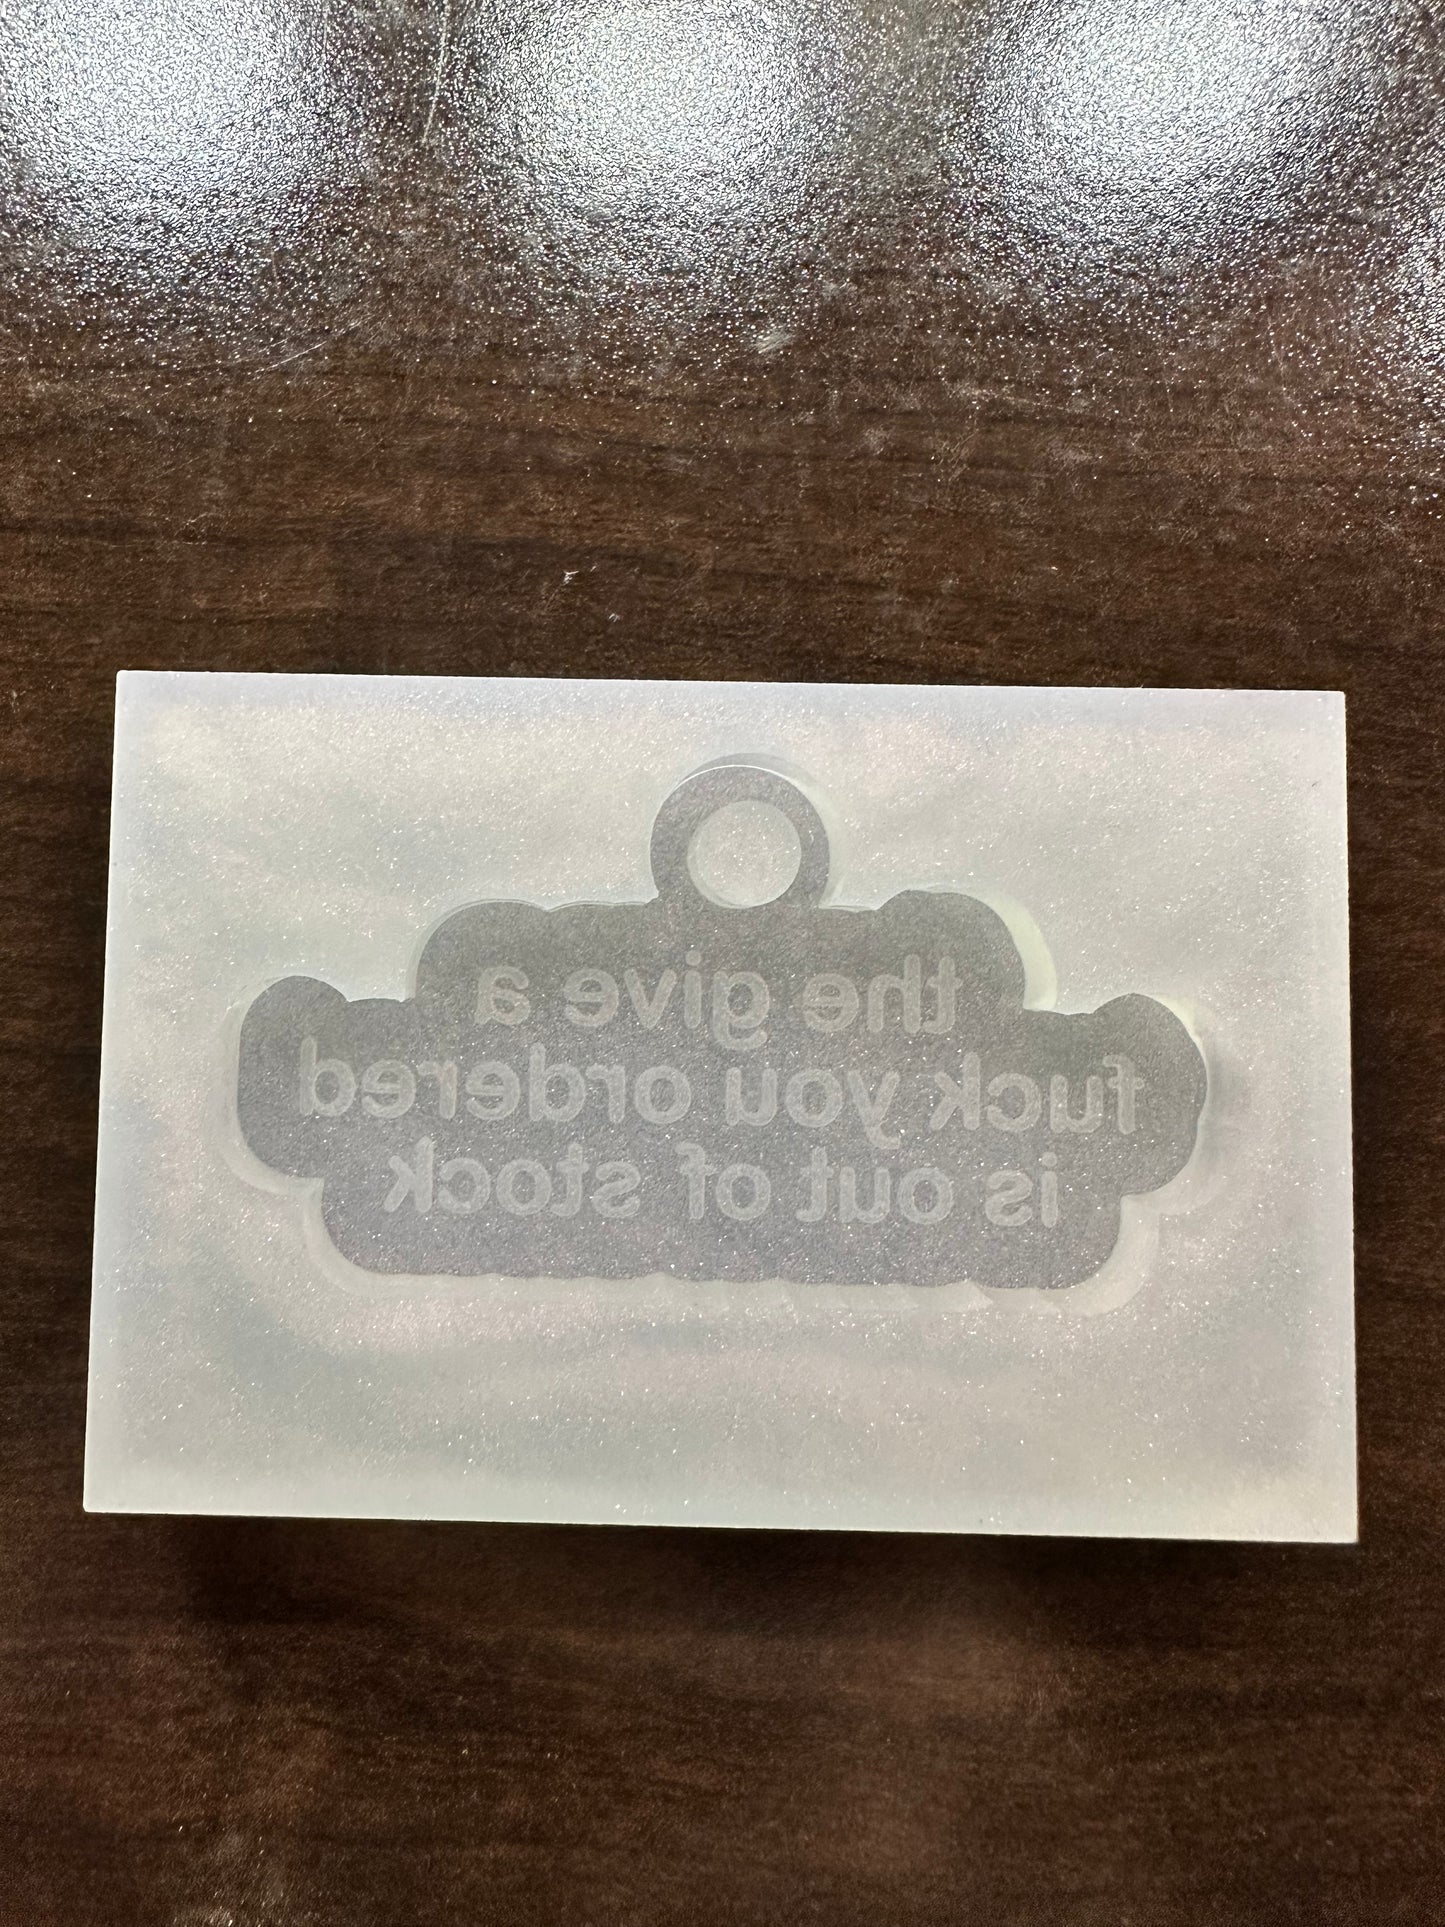 the give a
fuck you ordered
is out of stock